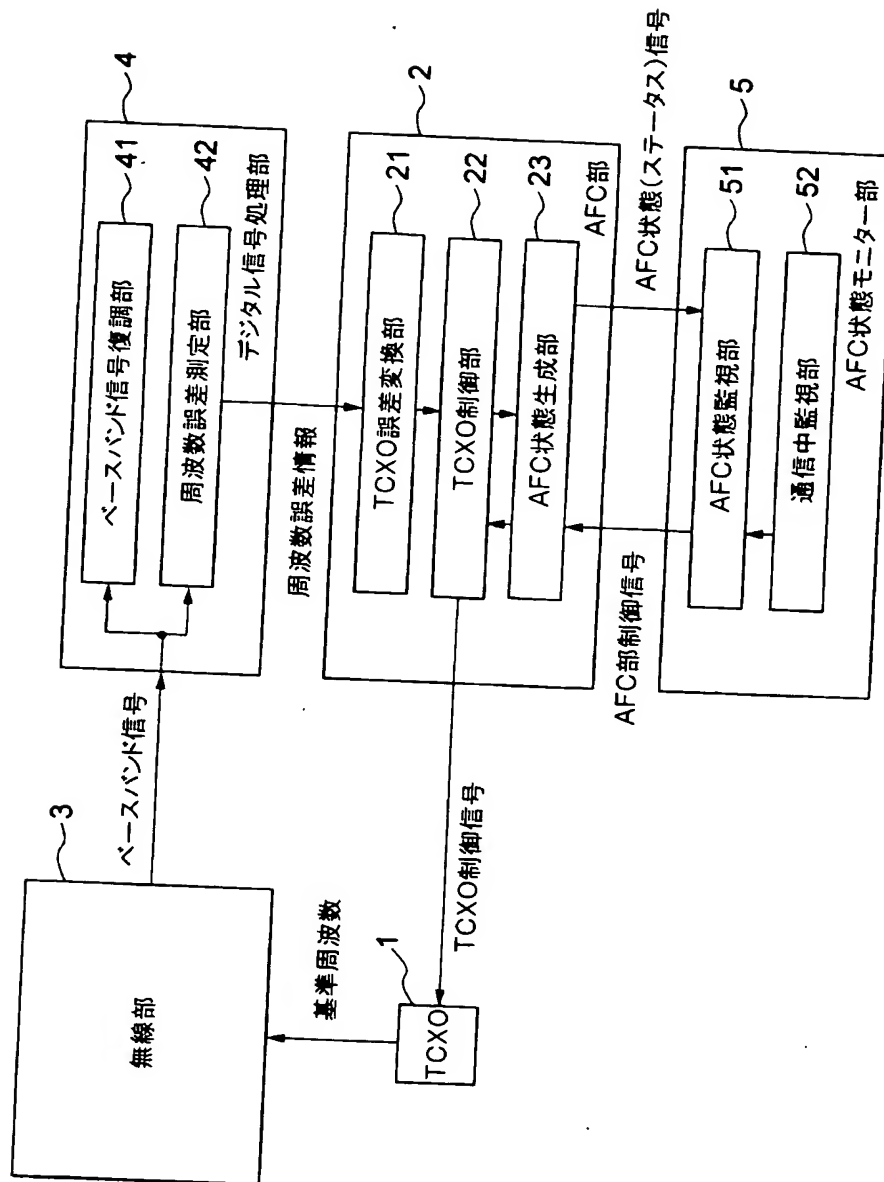 3
無線部
ベースバンド信号
4
ベースバンド信号復調部
41
周波数誤差測定部
42
デジタル信号処理部
基準周波数
1
TCXO
TCXO制御信号
周波数誤差情報
2
TCXO誤差変換部
21
TCXO制御部
22
AFC状態生成部
23
AFC部
AFC部制御信号
AFC状態(ステータス)信号
5
AFC状態監視部
51
通信中監視部
52
AFC状態モニター部